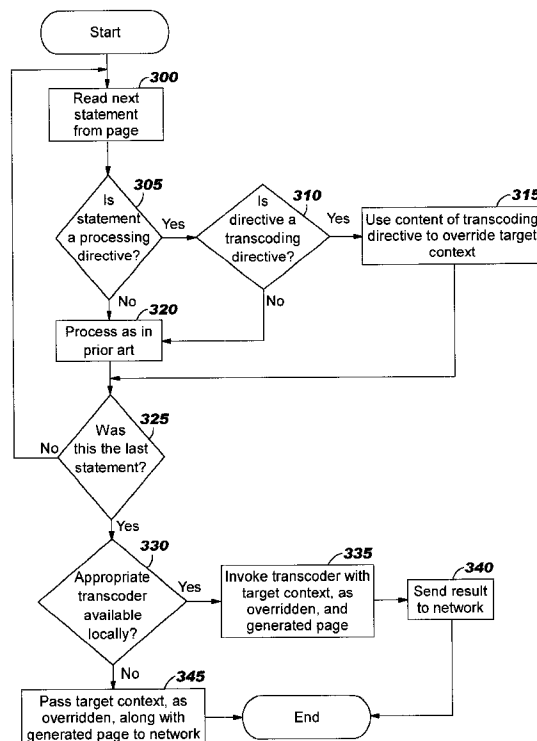 Start
300
Read next
statement
from page
305
Is
statement
a processing
directive?
Yes
No
310
Is
directive a
transcoding
directive?
Yes
No
315
Use content of transcoding
directive to override target
context
320
Process as in
prior art
325
Was
this the last
statement?
No
Yes
330
Appropriate
transcoder
available
locally?
Yes
No
335
Invoke transcoder with
target context, as
overridden, and
generated page
340
Send result
to network
345
Pass target context, as
overridden, along with
generated page to network
End